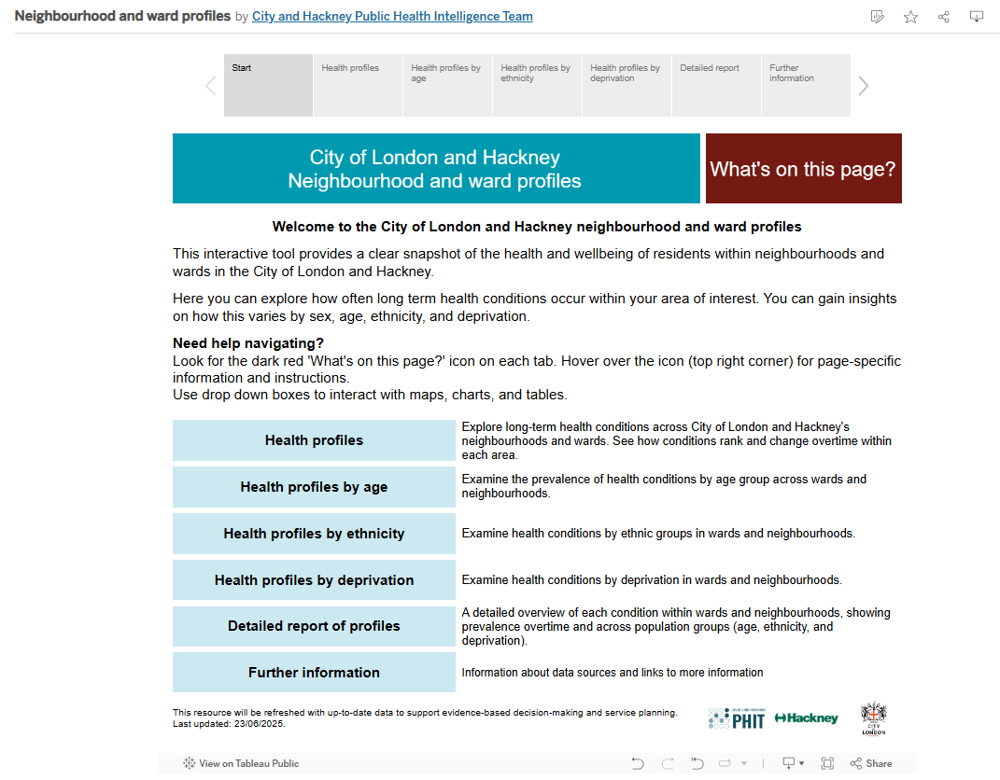 Neighbourhood and ward profiles by City and Hackney Public Health Intelligence Team
Start
Health profiles
Health profiles by
age
Health profiles by
ethnicity
Health profiles by
deprivation
Detailed report
Further
information
City of London and Hackney
Neighbourhood and ward profiles
What's on this page?
Welcome to the City of London and Hackney neighbourhood and ward profiles
This interactive tool provides a clear snapshot of the health and wellbeing of residents within neighbourhoods and
wards in the City of London and Hackney.
Here you can explore how often long term health conditions occur within your area of interest. You can gain insights
on how this varies by sex, age, ethnicity, and deprivation.
Need help navigating?
Look for the dark red 'What's on this page?' icon on each tab. Hover over the icon (top right corner) for page-specific
information and instructions.
Use drop down boxes to interact with maps, charts, and tables.
Health profiles
Explore long-term health conditions across City of London and Hackney's
neighbourhoods and wards. See how conditions rank and change overtime within
each area.
Health profiles by age
Examine the prevalence of health conditions by age group across wards and
neighbourhoods.
Health profiles by ethnicity
Examine health conditions by ethnic groups in wards and neighbourhoods.
Health profiles by deprivation
Examine health conditions by deprivation in wards and neighbourhoods.
Detailed report of profiles
A detailed overview of each condition within wards and neighbourhoods, showing
prevalence overtime and across population groups (age, ethnicity, and
deprivation).
Further information
Information about data sources and links to more information
This resource will be refreshed with up-to-date data to support evidence-based decision-making and service planning.
Last updated: 23/06/2025.
PHIT
Hackney
CITY
LONDON
View on Tableau Public
Share